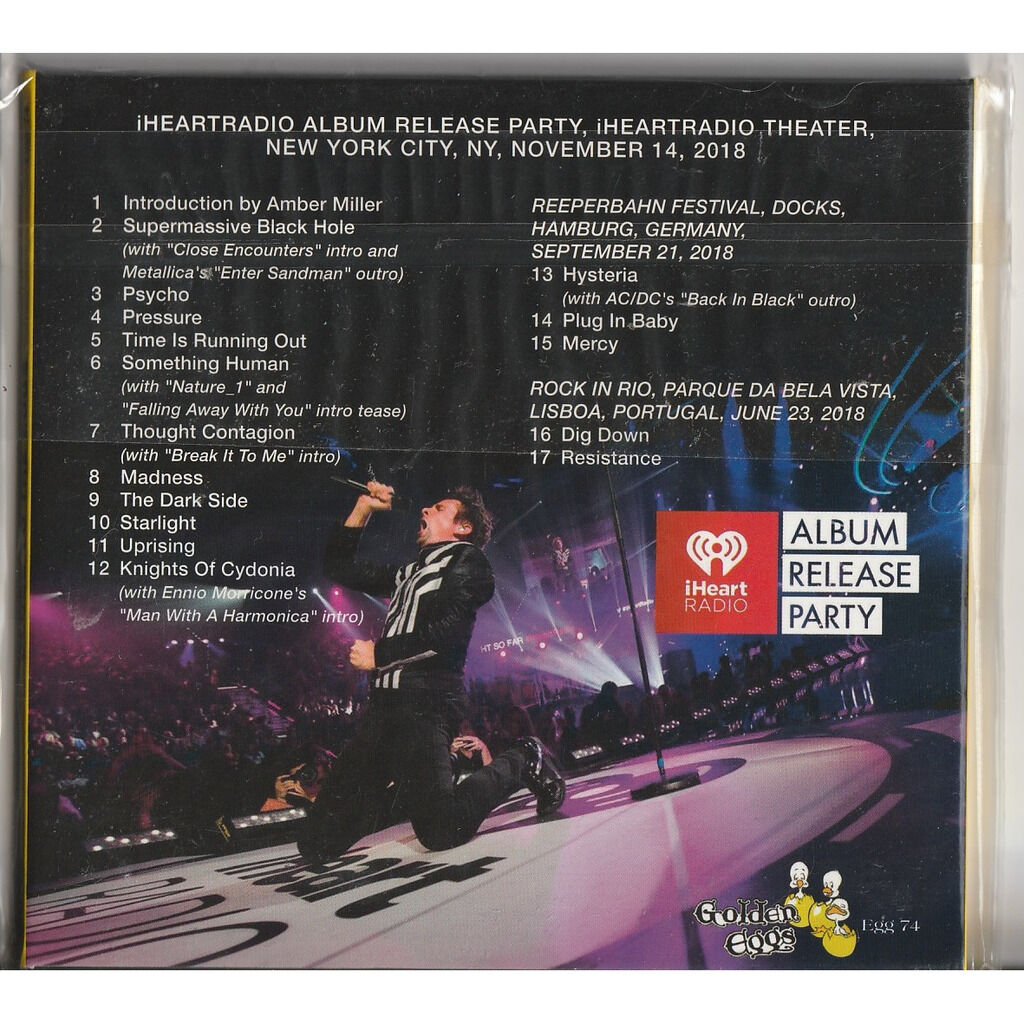 iHEARTRADIO ALBUM RELEASE PARTY, iHEARTRADIO THEATER,
NEW YORK CITY, NY, NOVEMBER 14, 2018
1 Introduction by Amber Miller
2 Supermassive Black Hole
(with "Close Encounters" intro and
Metallica's "Enter Sandman" outro)
3 Psycho
4 Pressure
5 Time Is Running Out
6 Something Human
(with "Nature_1" and
"Falling Away With You" intro tease)
7 Thought Contagion
(with "Break It To Me" intro)
8 Madness
9 The Dark Side
10 Starlight
11 Uprising
12 Knights Of Cydonia
(with Ennio Morricone's
"Man With A Harmonica" intro)
REEPERBAHN FESTIVAL, DOCKS,
HAMBURG, GERMANY,
SEPTEMBER 21, 2018
13 Hysteria
(with AC/DC's "Back In Black" outro)
14 Plug In Baby
15 Mercy
ROCK IN RIO, PARQUE DA BELA VISTA,
LISBOA, PORTUGAL, JUNE 23, 2018
16 Dig Down
17 Resistance
iHeart
RADIO
ALBUM
RELEASE
PARTY
HT SO FAR
iHeart
Golden
eggs
Egg 74